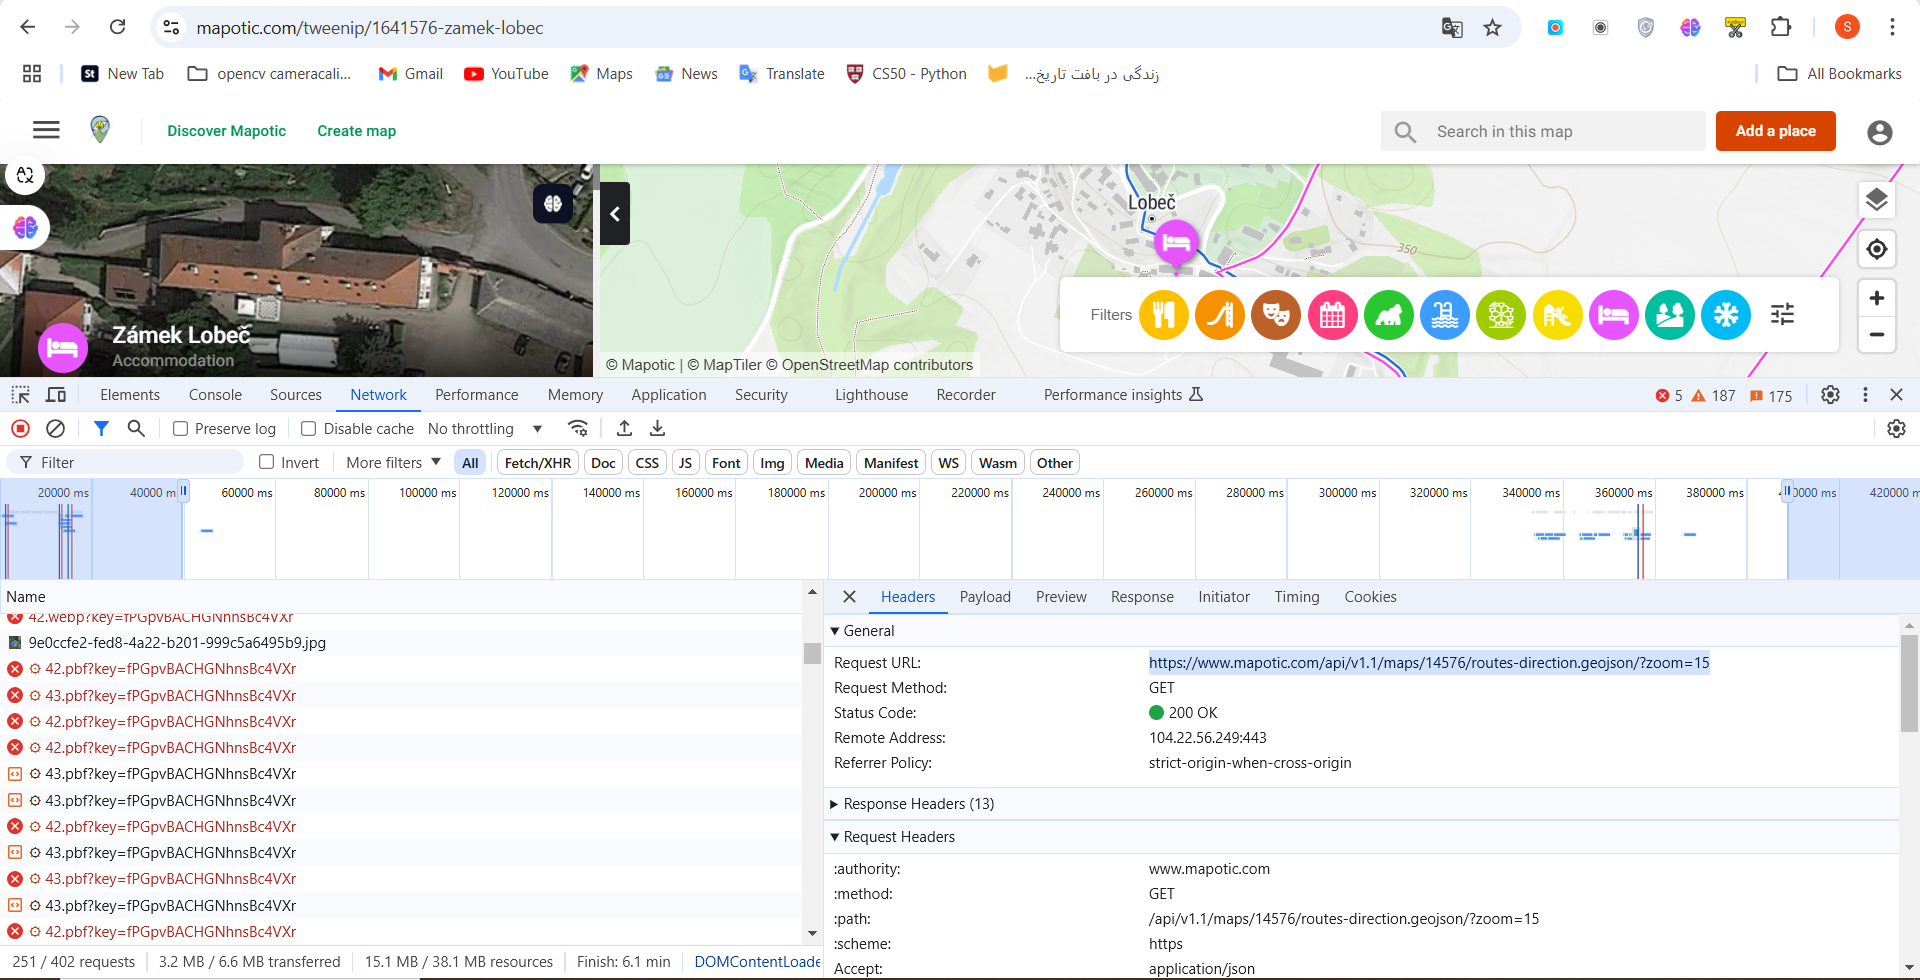 mapotic.com/tweenip/1641576-zamek-lobec
S
New Tab
opencv cameracali...
Gmail
YouTube
Maps
News
Translate
CS50 - Python
زندگی در بافت تاریخ...
All Bookmarks
Discover Mapotic
Create map
Search in this map
Add a place
Lobeč
350
Zámek Lobeč
Accommodation
Filters
© Mapotic | © MapTiler © OpenStreetMap contributors
Elements
Console
Sources
Network
Performance
Memory
Application
Security
Lighthouse
Recorder
Performance insights
5
187
175
Preserve log
Disable cache
No throttling
Filter
Invert
More filters
All
Fetch/XHR
Doc
CSS
JS
Font
Img
Media
Manifest
WS
Wasm
Other
20000 ms
40000 m
60000 ms
80000 ms
100000 ms
120000 ms
140000 ms
160000 ms
180000 ms
200000 ms
220000 ms
240000 ms
260000 ms
280000 ms
300000 ms
320000 ms
340000 ms
360000 ms
380000 ms
0000 ms
420000 m
Name
42.webp?key=fPGpvBACHGNhnsBc4VXr
9e0ccfe2-fed8-4a22-b201-999c5a6495b9.jpg
42.pbf?key=fPGpvBACHGNhnsBc4VXr
43.pbf?key=fPGpvBACHGNhnsBc4VXr
42.pbf?key=fPGpvBACHGNhnsBc4VXr
42.pbf?key=fPGpvBACHGNhnsBc4VXr
43.pbf?key=fPGpvBACHGNhnsBc4VXr
43.pbf?key=fPGpvBACHGNhnsBc4VXr
42.pbf?key=fPGpvBACHGNhnsBc4VXr
43.pbf?key=fPGpvBACHGNhnsBc4VXr
43.pbf?key=fPGpvBACHGNhnsBc4VXr
43.pbf?key=fPGpvBACHGNhnsBc4VXr
42.pbf?key=fPGpvBACHGNhnsBc4VXr
251 / 402 requests
3.2 MB / 6.6 MB transferred
15.1 MB / 38.1 MB resources
Finish: 6.1 min
DOMContentLoade
Headers
Payload
Preview
Response
Initiator
Timing
Cookies
General
Request URL: https://www.mapotic.com/api/v1.1/maps/14576/routes-direction.geojson/?zoom=15
Request Method: GET
Status Code: 200 OK
Remote Address: 104.22.56.249:443
Referrer Policy: strict-origin-when-cross-origin
Response Headers (13)
Request Headers
:authority: www.mapotic.com
:method: GET
:path: /api/v1.1/maps/14576/routes-direction.geojson/?zoom=15
:scheme: https
Accept: application/json